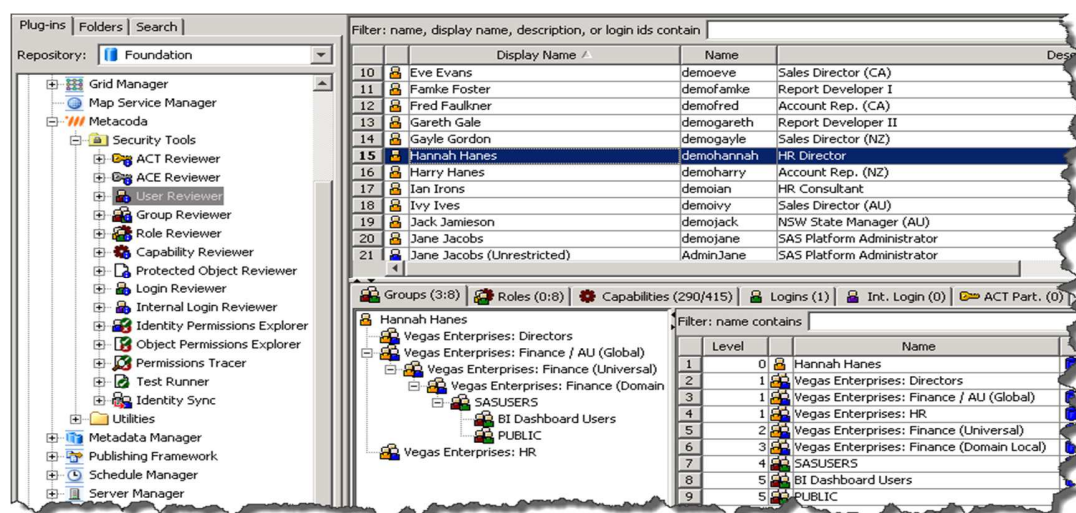 Plug-ins Folders Search
Repository: Foundation
Grid Manager
Map Service Manager
Metacoda
Security Tools
ACT Reviewer
ACE Reviewer
User Reviewer
Group Reviewer
Role Reviewer
Capability Reviewer
Protected Object Reviewer
Login Reviewer
Internal Login Reviewer
Identity Permissions Explorer
Object Permissions Explorer
Permissions Tracer
Test Runner
Identity Sync
Utilities
Metadata Manager
Publishing Framework
Schedule Manager
Server Manager
Filter: name, display name, description, or login ids contain
Display Name Name Desc
10 Eve Evans demoeve Sales Director (CA)
11 Famke Foster demofamke Report Developer I
12 Fred Faulkner demofred Account Rep. (CA)
13 Gareth Gale demogareth Report Developer II
14 Gayle Gordon demogayle Sales Director (NZ)
15 Hannah Hanes demohannah HR Director
16 Harry Hanes demoharry Account Rep. (NZ)
17 Ian Irons demoian HR Consultant
18 Ivy Ives demoivy Sales Director (AU)
19 Jack Jamieson demojack NSW State Manager (AU)
20 Jane Jacobs demojane SAS Platform Administrator
21 Jane Jacobs (Unrestricted) AdminJane SAS Platform Administrator
Groups (3:8) Roles (0:8) Capabilities (290/415) Logins (1) Int. Login (0) ACT Part. (0)
Hannah Hanes
Vegas Enterprises: Directors
Vegas Enterprises: Finance / AU (Global)
Vegas Enterprises: Finance (Universal)
Vegas Enterprises: Finance (Domain
SASUSERS
BI Dashboard Users
PUBLIC
Vegas Enterprises: HR
Filter: name contains
Level Name
1 0 Hannah Hanes
2 1 Vegas Enterprises: Directors
3 1 Vegas Enterprises: Finance / AU (Global)
4 1 Vegas Enterprises: HR
5 2 Vegas Enterprises: Finance (Universal)
6 3 Vegas Enterprises: Finance (Domain Local)
7 4 SASUSERS
8 5 BI Dashboard Users
9 5 PUBLIC